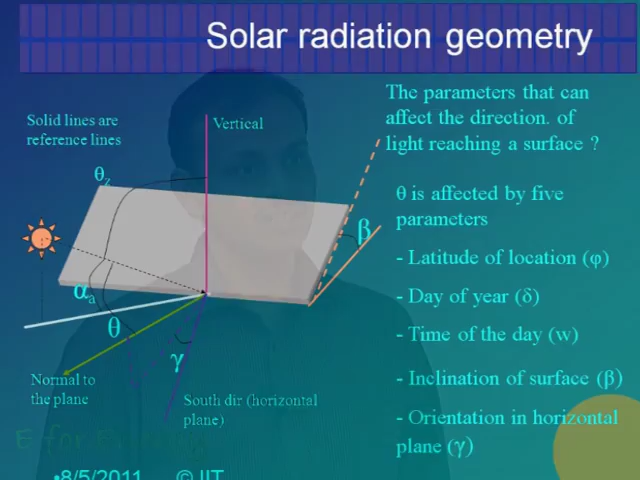 Solar radiation geometry
The parameters that can
affect the direction. of
light reaching a surface ?
Solid lines are
reference lines
Vertical
θz
θ is affected by five
parameters
β
- Latitude of location (φ)
αa
- Day of year (δ)
θ
- Time of the day (w)
γ
Normal to
the plane
- Inclination of surface (β)
South dir (horizontal
plane)
- Orientation in horizontal
plane (γ)
E for
•8/5/2011 © IIT